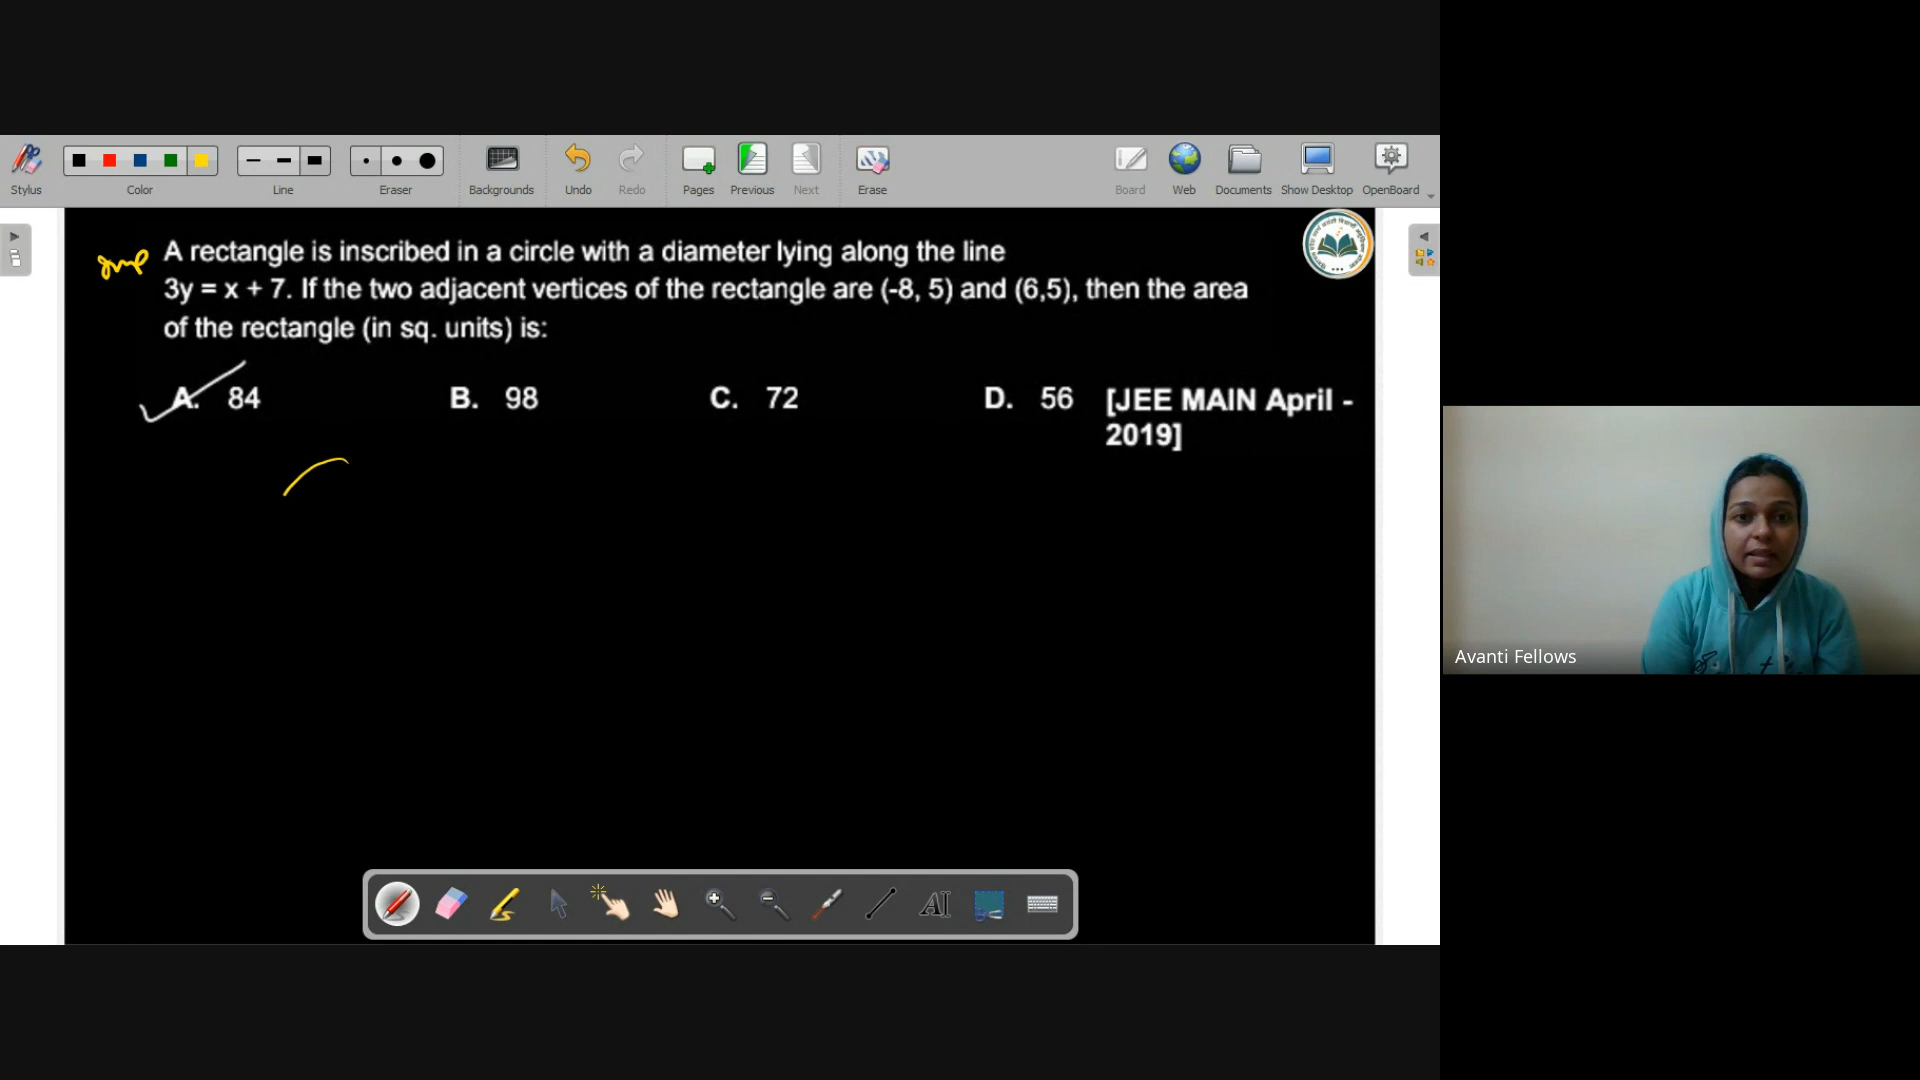 Stylus Color Line Eraser Backgrounds Undo Redo Pages Previous Next Erase Board Web Documents Show Desktop OpenBoard
Imp A rectangle is inscribed in a circle with a diameter lying along the line
3y = x + 7. If the two adjacent vertices of the rectangle are (-8, 5) and (6,5), then the area
of the rectangle (in sq. units) is:
A. 84 B. 98 C. 72 D. 56 [JEE MAIN April -
2019]
AI
Avanti Fellows